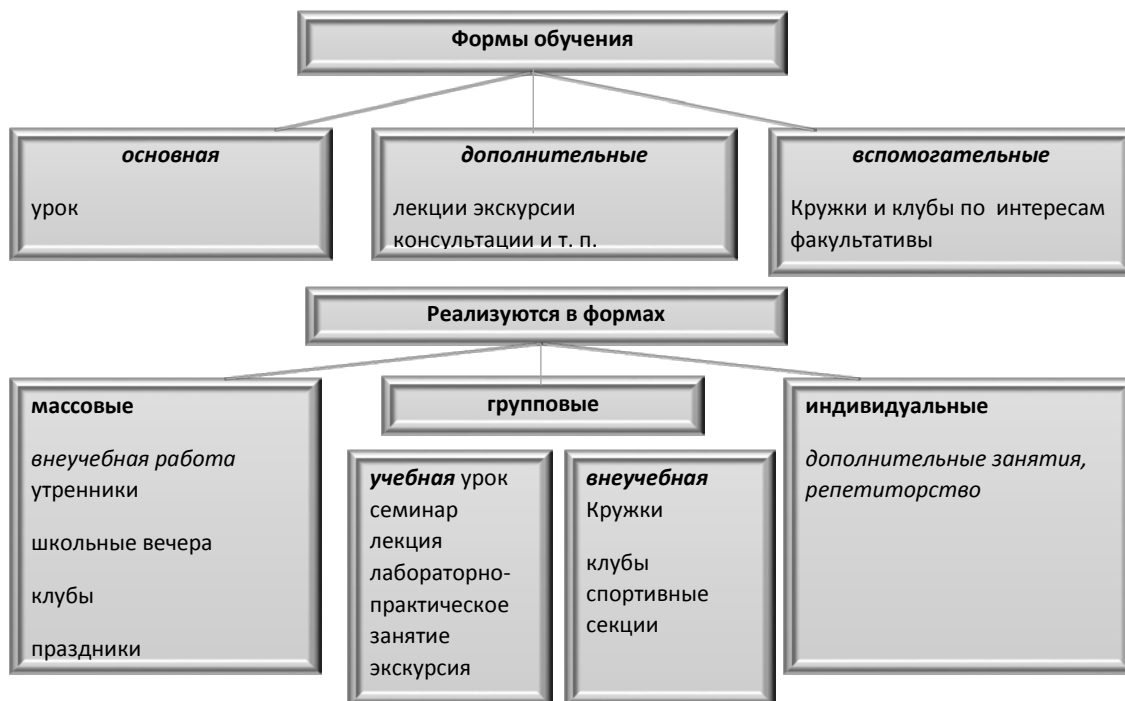 Формы обучения
основная
урок
дополнительные
лекции экскурсии
консультации и т. п.
вспомогательные
Кружки и клубы по интересам
факультативы
Реализуются в формах
массовые
внеучебная работа
утренники
школьные вечера
клубы
праздники
групповые
учебная урок
семинар
лекция
лабораторно-
практическое
занятие
экскурсия
внеучебная
Кружки
клубы
спортивные
секции
индивидуальные
дополнительные занятия,
репетиторство